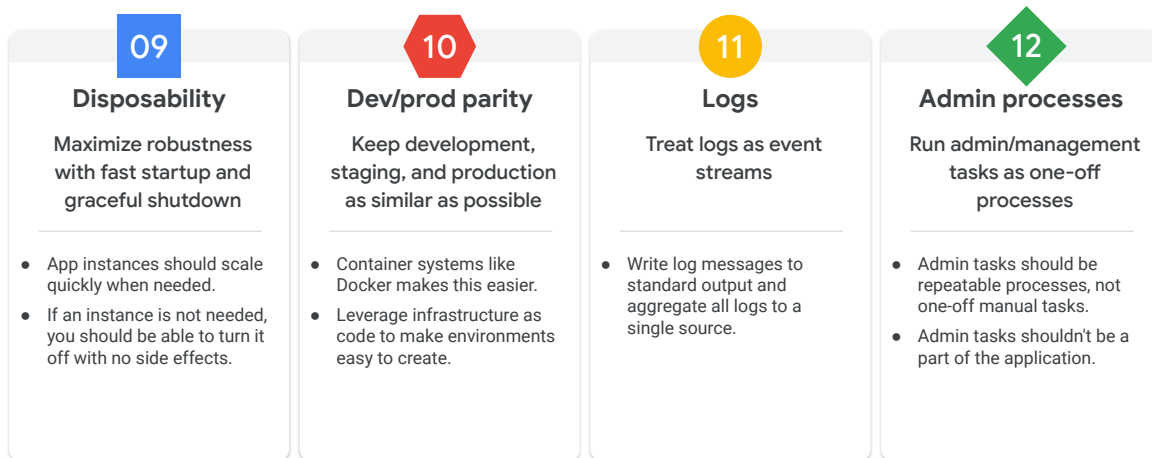 09
Disposability
Maximize robustness
with fast startup and
graceful shutdown
● App instances should scale
quickly when needed.
● If an instance is not needed,
you should be able to turn it
off with no side effects.
10
Dev/prod parity
Keep development,
staging, and production
as similar as possible
● Container systems like
Docker makes this easier.
● Leverage infrastructure as
code to make environments
easy to create.
11
Logs
Treat logs as event
streams
● Write log messages to
standard output and
aggregate all logs to a
single source.
12
Admin processes
Run admin/management
tasks as one-off
processes
● Admin tasks should be
repeatable processes, not
one-off manual tasks.
● Admin tasks shouldn't be a
part of the application.